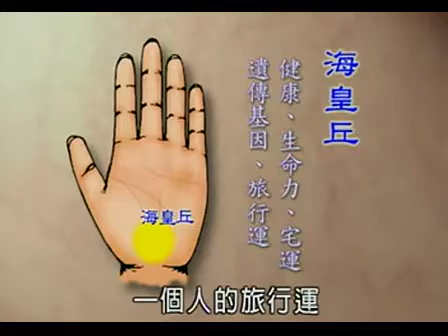 海皇丘
健康、生命力、宅運
遺傳基因、旅行運
海皇丘
一個人的旅行運